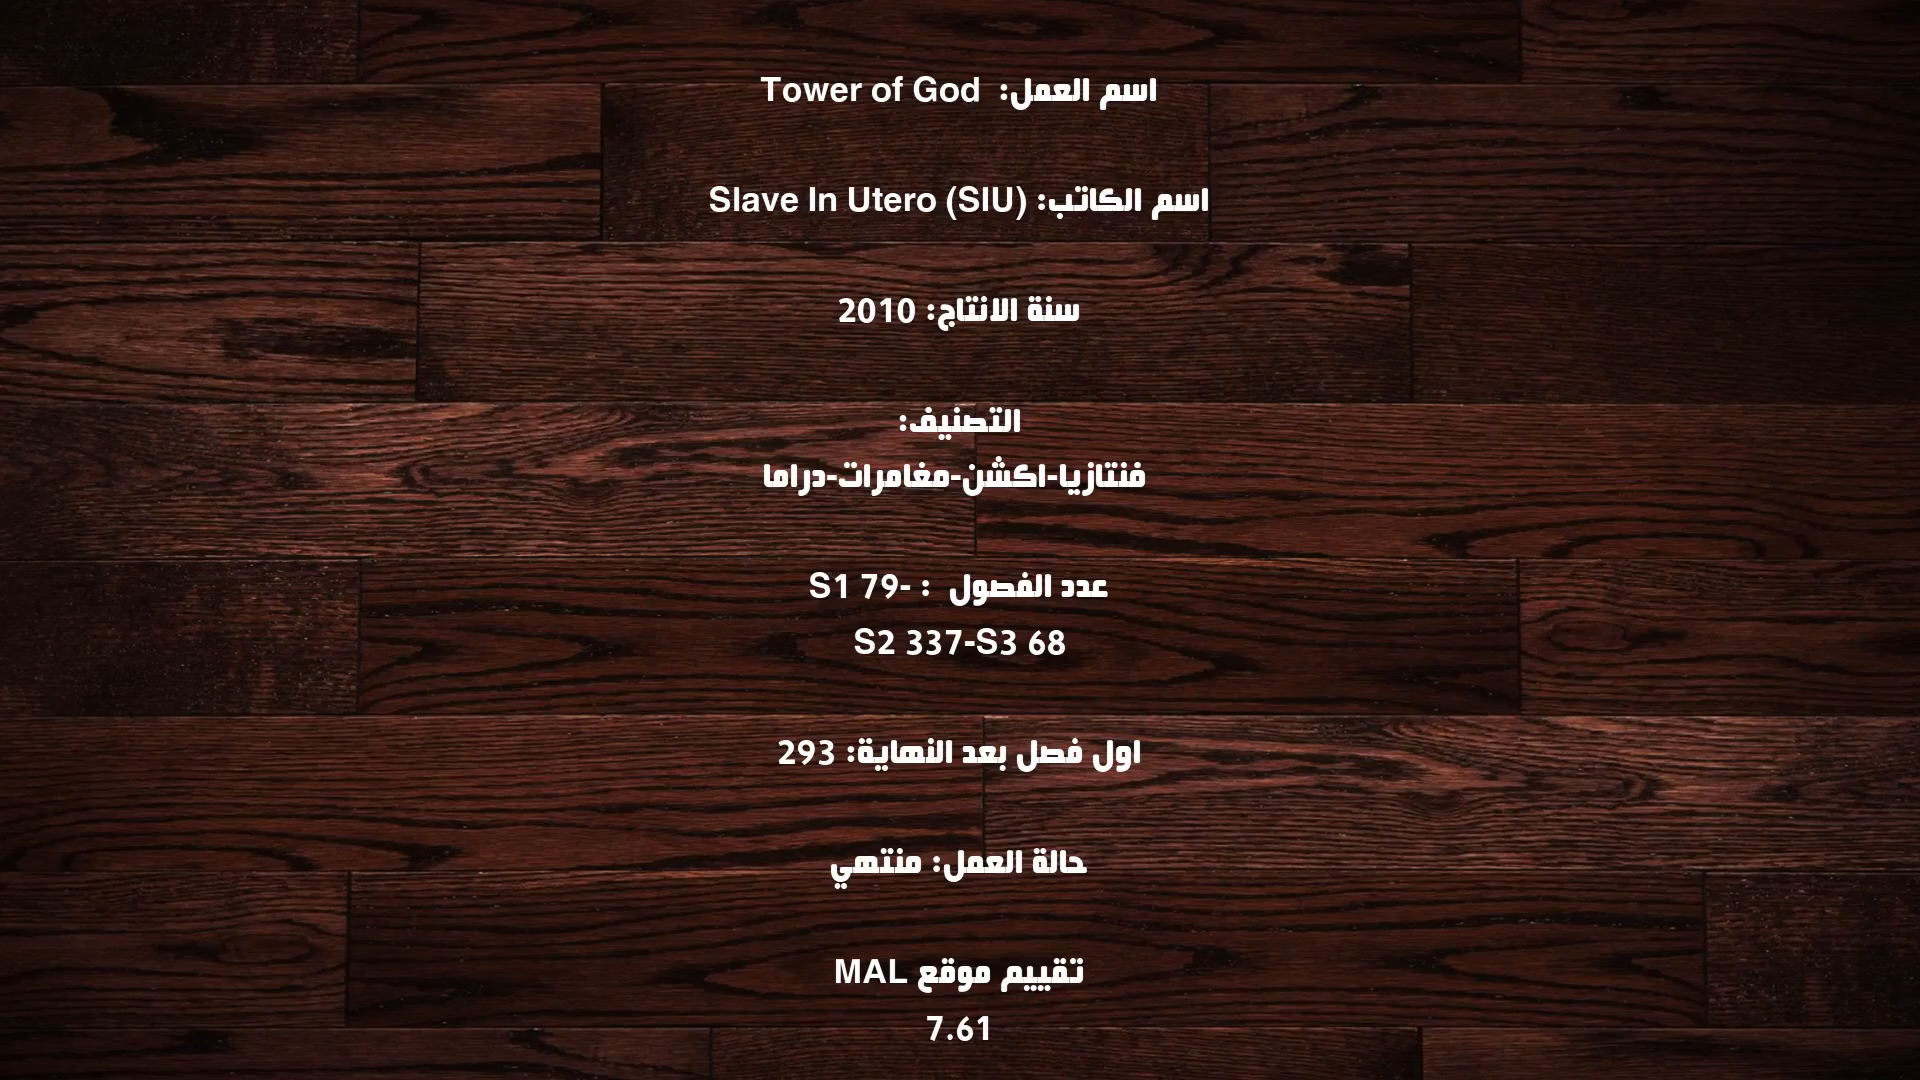 اسم العمل: Tower of God
اسم الكاتب: Slave In Utero (SIU)
سنة الانتاج: 2010
التصنيف:
فنتازيا-اكشن-مغامرات-دراما
عدد الفصول : S1 79-
S2 337-S3 68
اول فصل بعد النهاية: 293
حالة العمل: منتهي
تقييم موقع MAL
7.61